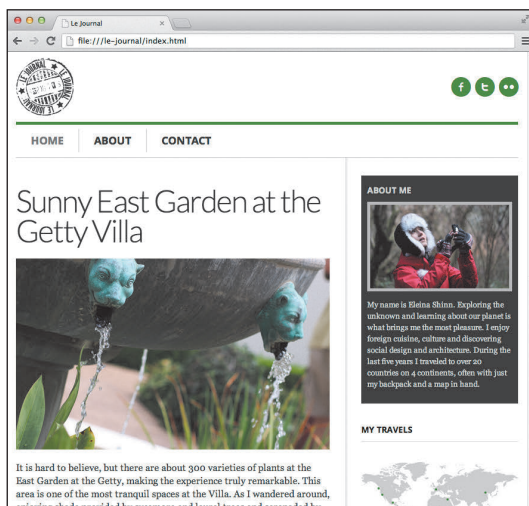 Le Journal
file:///le-journal/index.html
LE JOURNAL
f t
HOME ABOUT CONTACT
Sunny East Garden at the
Getty Villa
It is hard to believe, but there are about 300 varieties of plants at the
East Garden at the Getty, making the experience truly remarkable. This
area is one of the most tranquil spaces at the Villa. As I wandered around,
ABOUT ME
My name is Eleina Shinn. Exploring the
unknown and learning about our planet is
what brings me the most pleasure. I enjoy
foreign cuisine, culture and discovering
social design and architecture. During the
last five years I traveled to over 20
countries on 4 continents, often with just
my backpack and a map in hand.
MY TRAVELS